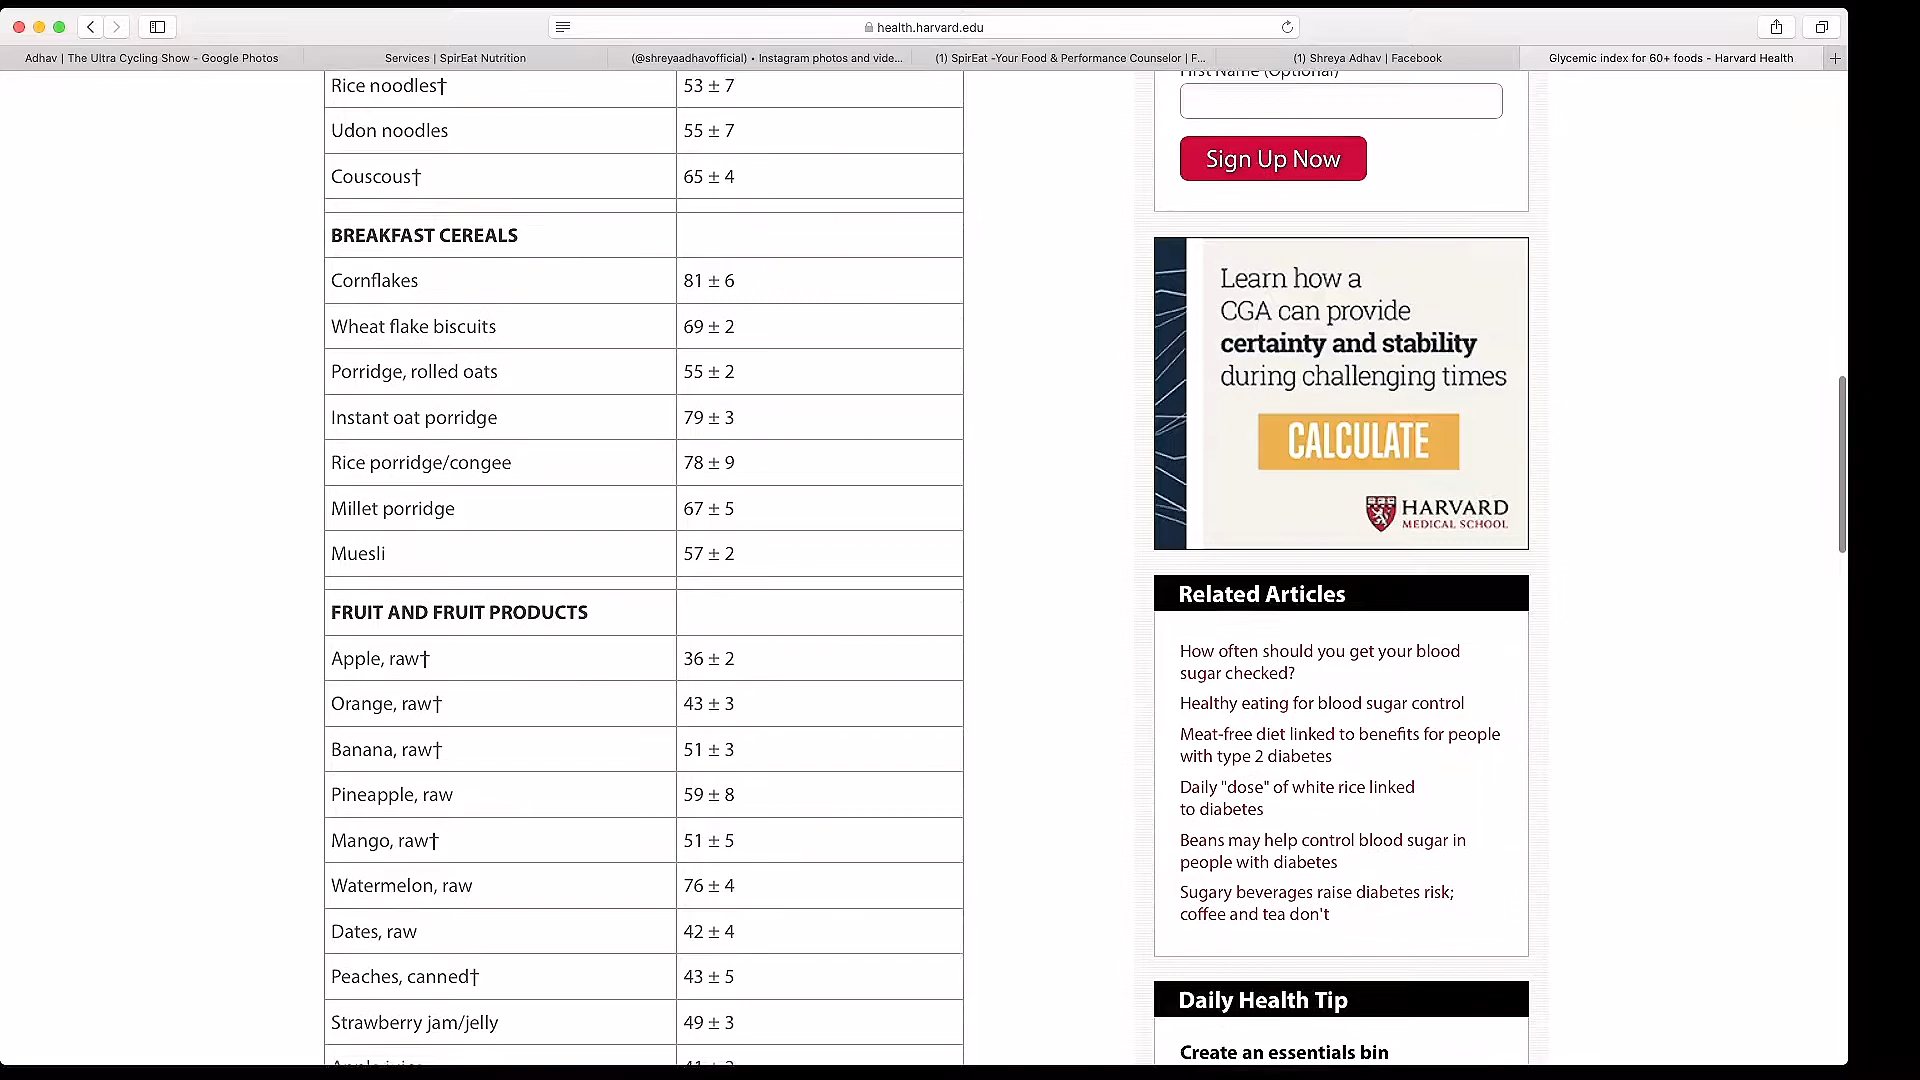 health.harvard.edu
Adhav | The Ultra Cycling Show - Google Photos
Services | SpirEat Nutrition
(@shreyaadhavofficial) • Instagram photos and vide...
(1) SpirEat -Your Food & Performance Counselor | F...
(1) Shreya Adhav | Facebook
Glycemic index for 60+ foods - Harvard Health
Rice noodles† 53 ± 7
Udon noodles 55 ± 7
Couscous† 65 ± 4
BREAKFAST CEREALS
Cornflakes 81 ± 6
Wheat flake biscuits 69 ± 2
Porridge, rolled oats 55 ± 2
Instant oat porridge 79 ± 3
Rice porridge/congee 78 ± 9
Millet porridge 67 ± 5
Muesli 57 ± 2
FRUIT AND FRUIT PRODUCTS
Apple, raw† 36 ± 2
Orange, raw† 43 ± 3
Banana, raw† 51 ± 3
Pineapple, raw 59 ± 8
Mango, raw† 51 ± 5
Watermelon, raw 76 ± 4
Dates, raw 42 ± 4
Peaches, canned† 43 ± 5
Strawberry jam/jelly 49 ± 3
First Name (Optional)
Sign Up Now
Learn how a
CGA can provide
certainty and stability
during challenging times
CALCULATE
HARVARD
MEDICAL SCHOOL
Related Articles
How often should you get your blood
sugar checked?
Healthy eating for blood sugar control
Meat-free diet linked to benefits for people
with type 2 diabetes
Daily "dose" of white rice linked
to diabetes
Beans may help control blood sugar in
people with diabetes
Sugary beverages raise diabetes risk;
coffee and tea don't
Daily Health Tip
Create an essentials bin